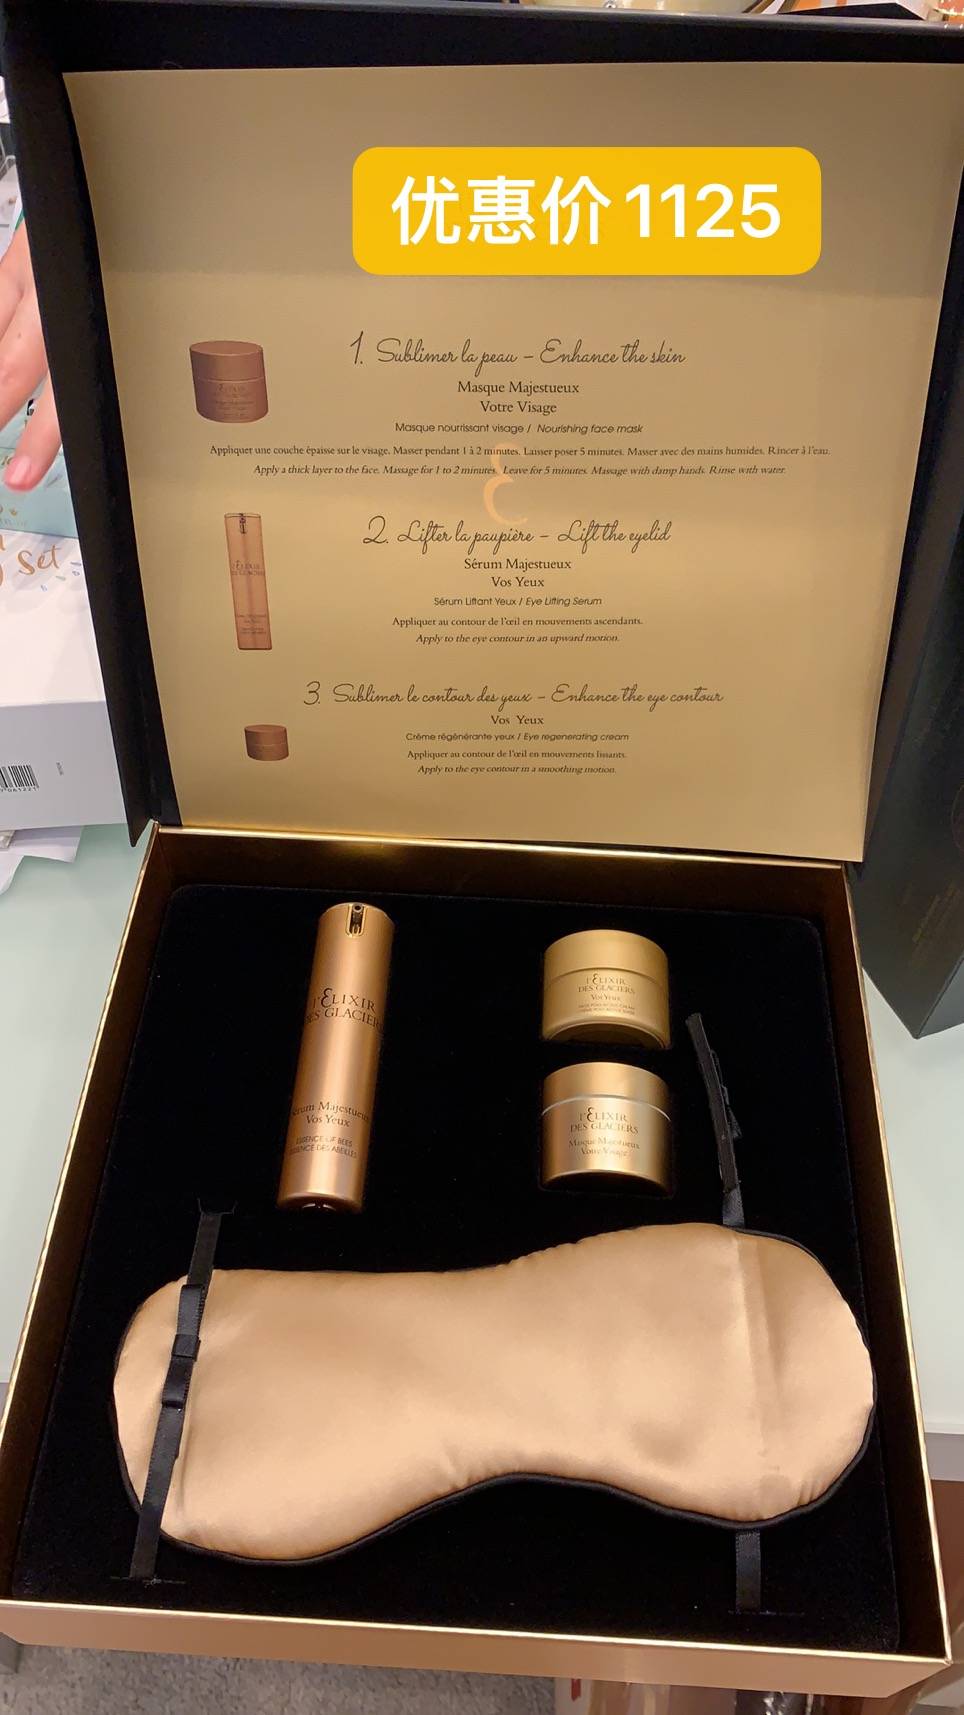 优惠价1125
1. Sublimer la peau – Enhance the skin
Masque Majestueux
Votre Visage
Masque nourrissant visage / Nourishing face mask
Appliquer une couche épaisse sur le visage. Masser pendant 1 à 2 minutes. Laisser poser 5 minutes. Masser avec des mains humides. Rincer à l'eau.
Apply a thick layer to the face. Massage for 1 to 2 minutes. Leave for 5 minutes. Massage with damp hands. Rinse with water.
2. Lifter la paupière – Lift the eyelid
Sérum Majestueux
Vos Yeux
Sérum Liftant Yeux / Eye Lifting Serum
Appliquer au contour de l'œil en mouvements ascendants.
Apply to the eye contour in an upward motion.
3. Sublimer le contour des yeux – Enhance the eye contour
Vos Yeux
Crème régénérante yeux / Eye regenerating cream
Appliquer au contour de l'œil en mouvements lissants.
Apply to the eye contour in a smoothing motion.
Set
l'ELIXIR
DES GLACIERS
Sérum Majestueux
Vos Yeux
ESSENCE OF BEES
ESSENCE DES ABEILLES
l'ELIXIR
DES GLACIERS
Vos Yeux
l'ELIXIR
DES GLACIERS
Masque Majestueux
Votre Visage